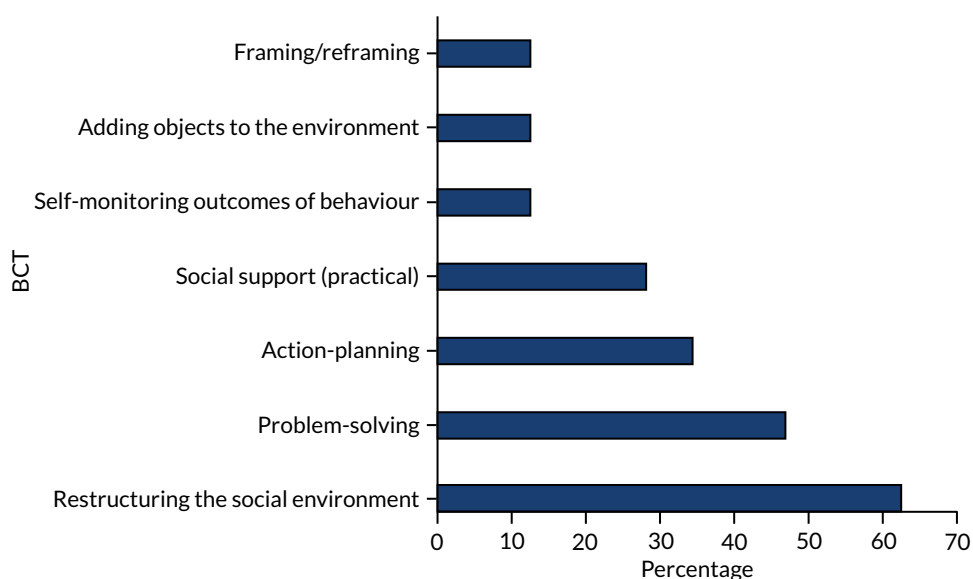 Framing/reframing
Adding objects to the environment
Self-monitoring outcomes of behaviour
Social support (practical)
Action-planning
Problem-solving
Restructuring the social environment
BCT
0 10 20 30 40 50 60 70
Percentage